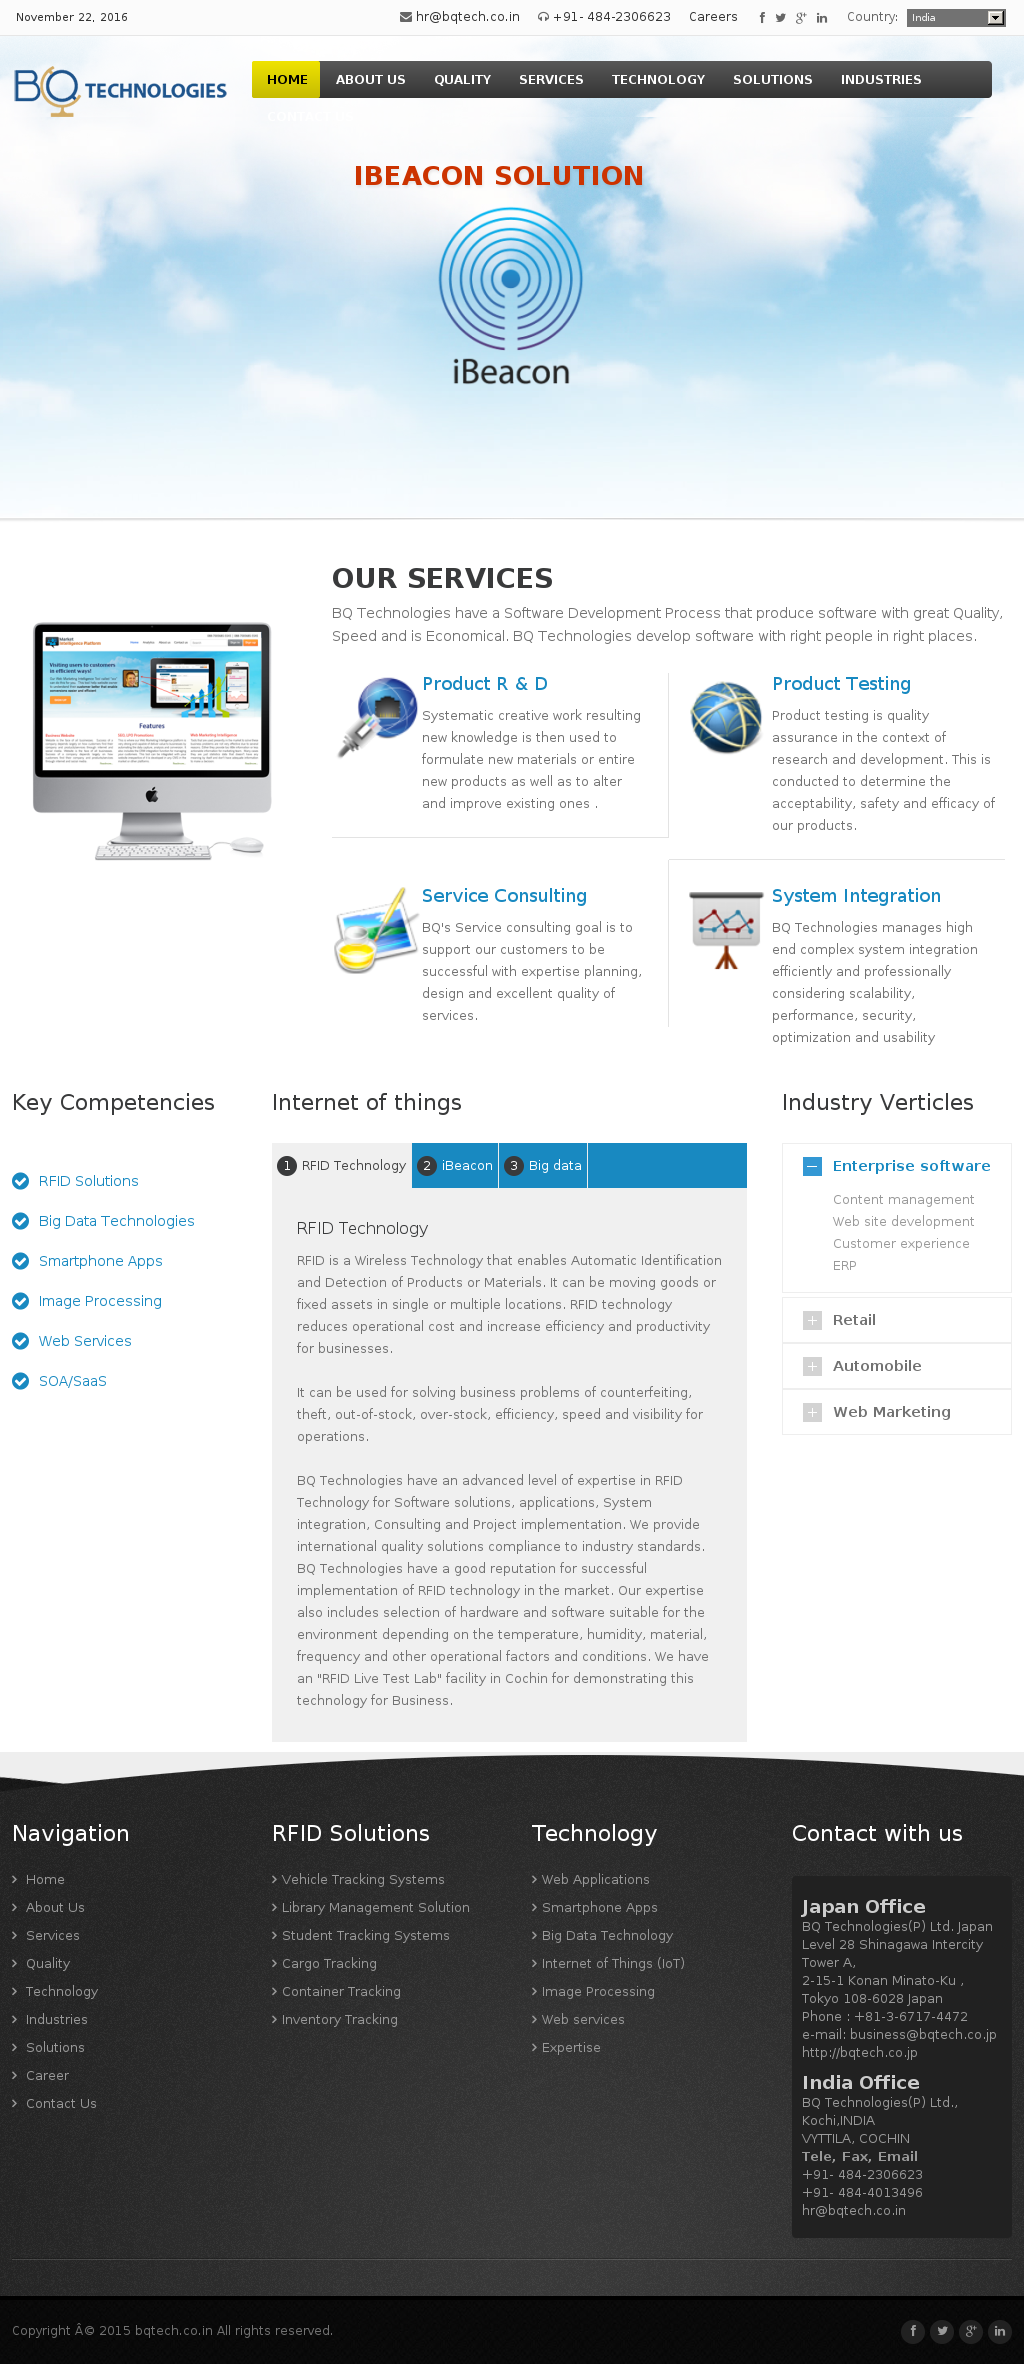 November 22, 2016
hr@bqtech.co.in
+91- 484-2306623
Careers
Country:
India
BQ TECHNOLOGIES
HOME
ABOUT US
QUALITY
SERVICES
TECHNOLOGY
SOLUTIONS
INDUSTRIES
IBEACON SOLUTION
iBeacon
OUR SERVICES
BQ Technologies have a Software Development Process that produce software with great Quality,
Speed and is Economical. BQ Technologies develop software with right people in right places.
Market
Intelligence Platform
Visiting users to customers
in efficient ways!
Features
Product R & D
Systematic creative work resulting
new knowledge is then used to
formulate new materials or entire
new products as well as to alter
and improve existing ones .
Product Testing
Product testing is quality
assurance in the context of
research and development. This is
conducted to determine the
acceptability, safety and efficacy of
our products.
Service Consulting
BQ's Service consulting goal is to
support our customers to be
successful with expertise planning,
design and excellent quality of
services.
System Integration
BQ Technologies manages high
end complex system integration
efficiently and professionally
considering scalability,
performance, security,
optimization and usability
Key Competencies
RFID Solutions
Big Data Technologies
Smartphone Apps
Image Processing
Web Services
SOA/SaaS
Internet of things
1 RFID Technology
2 iBeacon
3 Big data
RFID Technology
RFID is a Wireless Technology that enables Automatic Identification
and Detection of Products or Materials. It can be moving goods or
fixed assets in single or multiple locations. RFID technology
reduces operational cost and increase efficiency and productivity
for businesses.
It can be used for solving business problems of counterfeiting,
theft, out-of-stock, over-stock, efficiency, speed and visibility for
operations.
BQ Technologies have an advanced level of expertise in RFID
Technology for Software solutions, applications, System
integration, Consulting and Project implementation. We provide
international quality solutions compliance to industry standards.
BQ Technologies have a good reputation for successful
implementation of RFID technology in the market. Our expertise
also includes selection of hardware and software suitable for the
environment depending on the temperature, humidity, material,
frequency and other operational factors and conditions. We have
an "RFID Live Test Lab" facility in Cochin for demonstrating this
technology for Business.
Industry Verticles
Enterprise software
Content management
Web site development
Customer experience
ERP
Retail
Automobile
Web Marketing
Navigation
Home
About Us
Services
Quality
Technology
Industries
Solutions
Career
Contact Us
RFID Solutions
Vehicle Tracking Systems
Library Management Solution
Student Tracking Systems
Cargo Tracking
Container Tracking
Inventory Tracking
Technology
Web Applications
Smartphone Apps
Big Data Technology
Internet of Things (IoT)
Image Processing
Web services
Expertise
Contact with us
Japan Office
BQ Technologies(P) Ltd. Japan
Level 28 Shinagawa Intercity
Tower A,
2-15-1 Konan Minato-Ku ,
Tokyo 108-6028 Japan
Phone : +81-3-6717-4472
e-mail: business@bqtech.co.jp
http://bqtech.co.jp
India Office
BQ Technologies(P) Ltd.,
Kochi,INDIA
VYTTILA, COCHIN
Tele, Fax, Email
+91- 484-2306623
+91- 484-4013496
hr@bqtech.co.in
Copyright Â© 2015 bqtech.co.in All rights reserved.